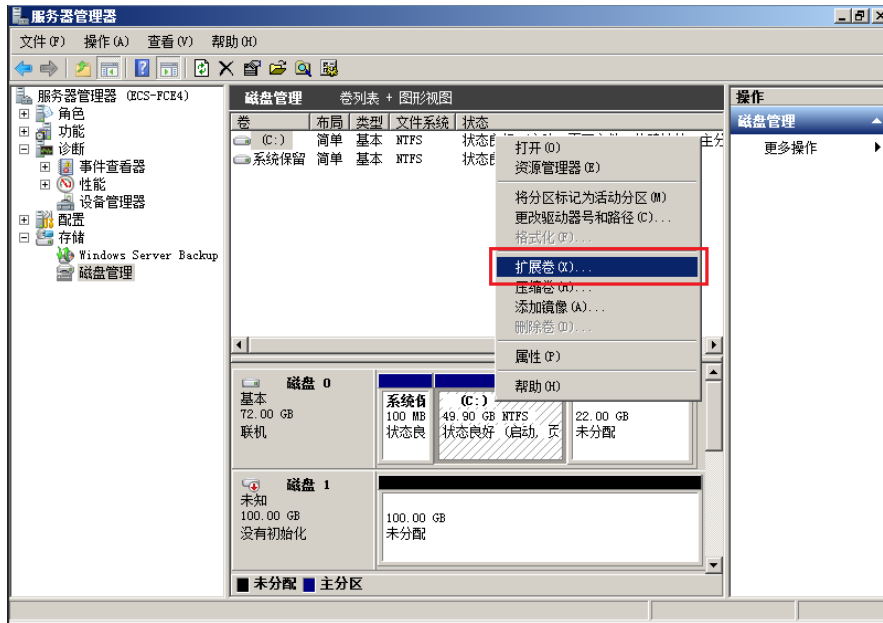 服务器管理器
文件(F) 操作(A) 查看(V) 帮助(H)
服务器管理器 (ECS-FCE4)
角色
功能
诊断
事件查看器
性能
设备管理器
配置
存储
Windows Server Backup
磁盘管理
磁盘管理 卷列表 + 图形视图
卷 布局 类型 文件系统 状态
(C:) 简单 基本 NTFS
系统保留 简单 基本 NTFS
打开(O)
资源管理器(E)
将分区标记为活动分区(M)
更改驱动器号和路径(C)...
格式化(F)...
扩展卷(X)...
压缩卷(H)...
添加镜像(A)...
删除卷(D)...
属性(P)
帮助(H)
磁盘 0
基本
72.00 GB
联机
系统保
100 MB
状态良
(C:)
49.90 GB NTFS
状态良好 (启动, 页
22.00 GB
未分配
磁盘 1
未知
100.00 GB
没有初始化
100.00 GB
未分配
未分配 主分区
操作
磁盘管理
更多操作